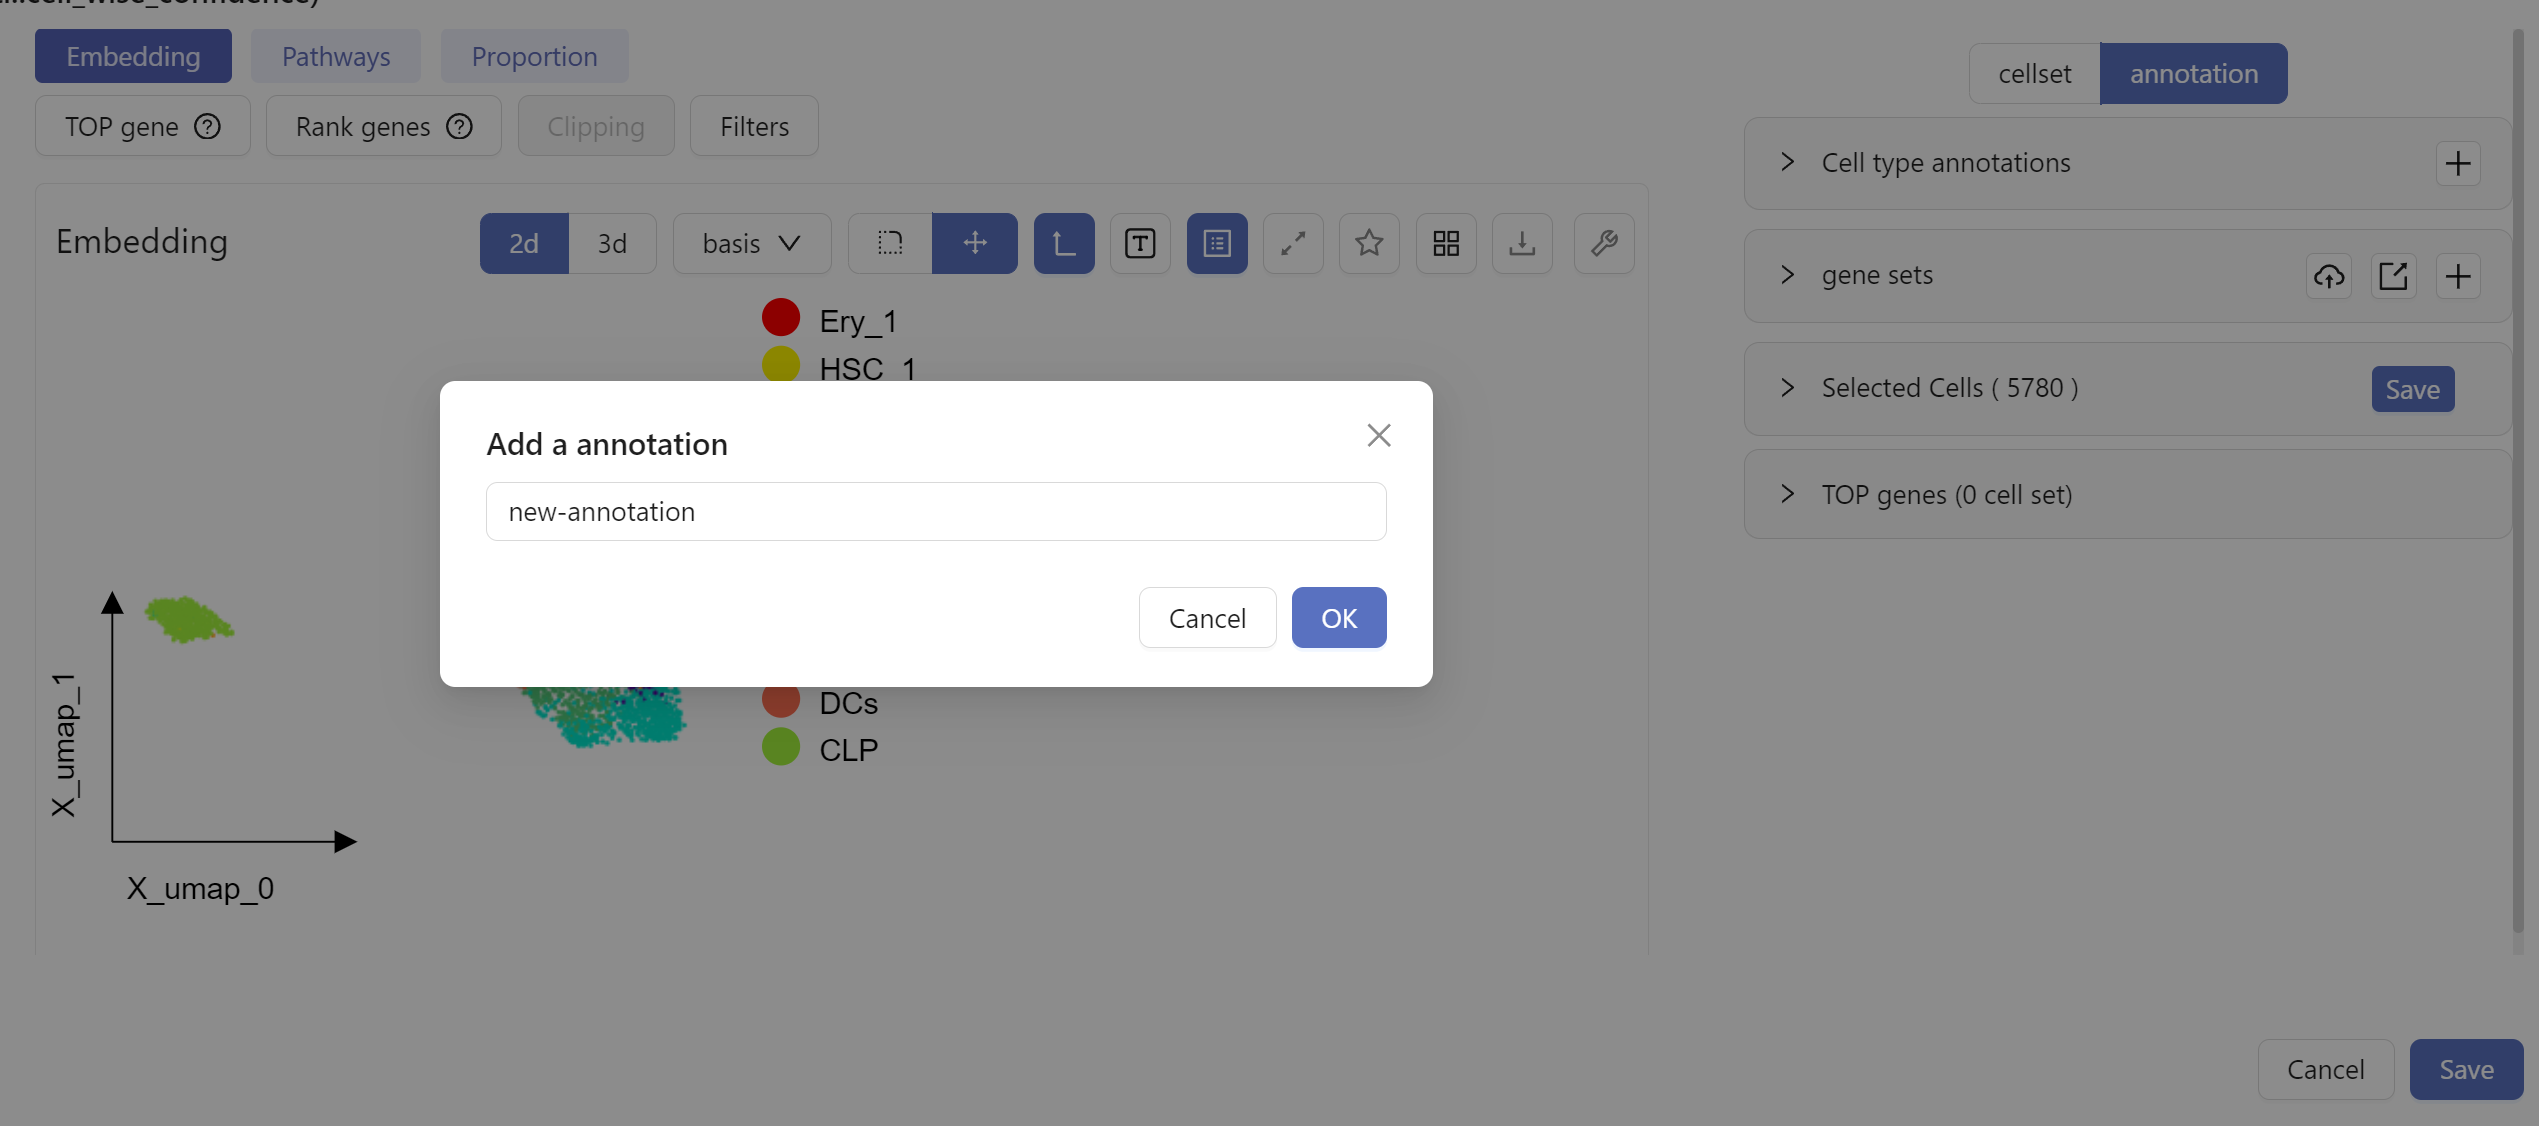 Embedding
Pathways
Proportion
cellset
annotation
TOP gene
Rank genes
Clipping
Filters
Cell type annotations
Embedding
2d
3d
basis
T
gene sets
Ery_1
HSC_1
Selected Cells ( 5780 )
Save
Add a annotation
new-annotation
TOP genes (0 cell set)
Cancel
OK
DCs
CLP
X_umap_1
X_umap_0
Cancel
Save